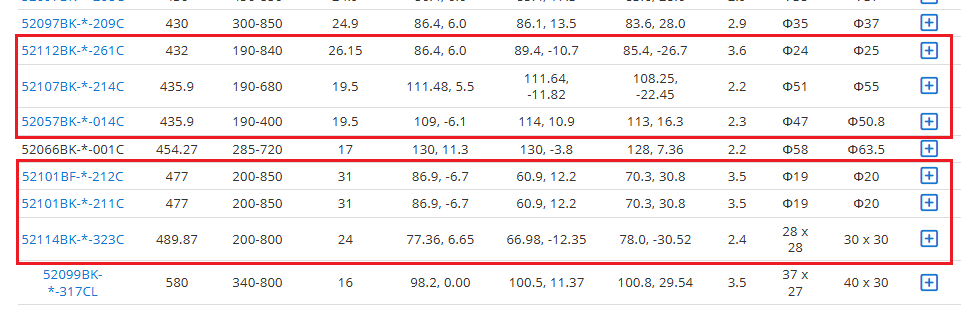 52097BK-*-209C 430 300-850 24.9 86.4, 6.0 86.1, 13.5 83.6, 28.0 2.9 Φ35 Φ37
52112BK-*-261C 432 190-840 26.15 86.4, 6.0 89.4, -10.7 85.4, -26.7 3.6 Φ24 Φ25
52107BK-*-214C 435.9 190-680 19.5 111.48, 5.5 111.64, -11.82 108.25, -22.45 2.2 Φ51 Φ55
52057BK-*-014C 435.9 190-400 19.5 109, -6.1 114, 10.9 113, 16.3 2.3 Φ47 Φ50.8
52066BK-*-001C 454.27 285-720 17 130, 11.3 130, -3.8 128, 7.36 2.2 Φ58 Φ63.5
52101BF-*-212C 477 200-850 31 86.9, -6.7 60.9, 12.2 70.3, 30.8 3.5 Φ19 Φ20
52101BK-*-211C 477 200-850 31 86.9, -6.7 60.9, 12.2 70.3, 30.8 3.5 Φ19 Φ20
52114BK-*-323C 489.87 200-800 24 77.36, 6.65 66.98, -12.35 78.0, -30.52 2.4 28 x 28 30 x 30
52099BK-*-317CL 580 340-800 16 98.2, 0.00 100.5, 11.37 100.8, 29.54 3.5 37 x 27 40 x 30